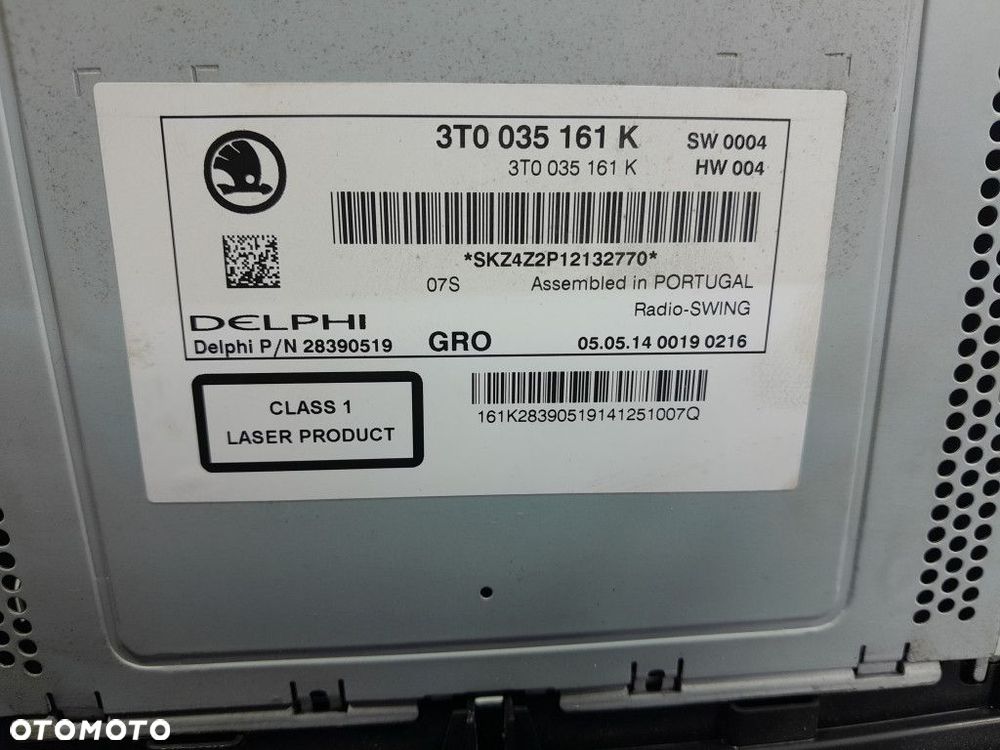 3T0 035 161 K SW 0004
3T0 035 161 K HW 004
*SKZ4Z2P12132770*
07S Assembled in PORTUGAL
Radio-SWING
DELPHI
Delphi P/N 28390519 GRO 05.05.14 0019 0216
CLASS 1
LASER PRODUCT
161K28390519141251007Q
OTOMOTO